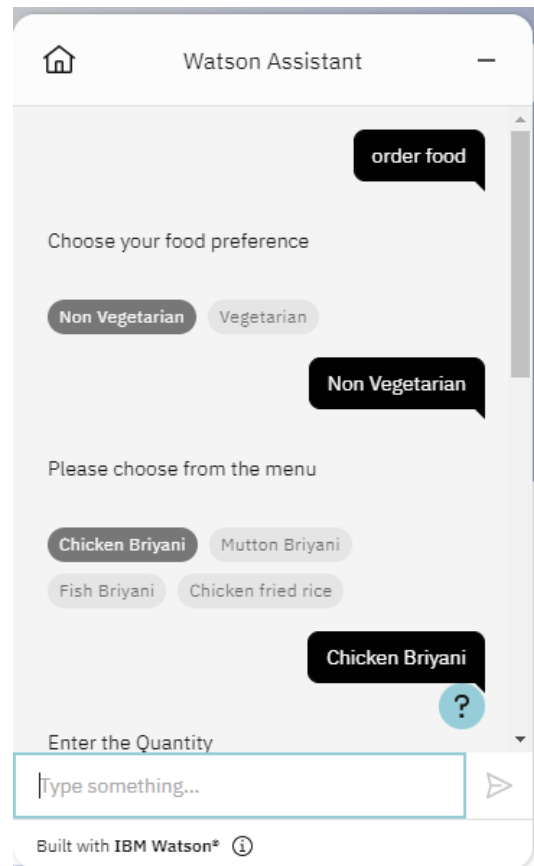 Watson Assistant
order food
Choose your food preference
Non Vegetarian Vegetarian
Non Vegetarian
Please choose from the menu
Chicken Briyani Mutton Briyani
Fish Briyani Chicken fried rice
Chicken Briyani
?
Enter the Quantity
Type something...
Built with IBM Watson®